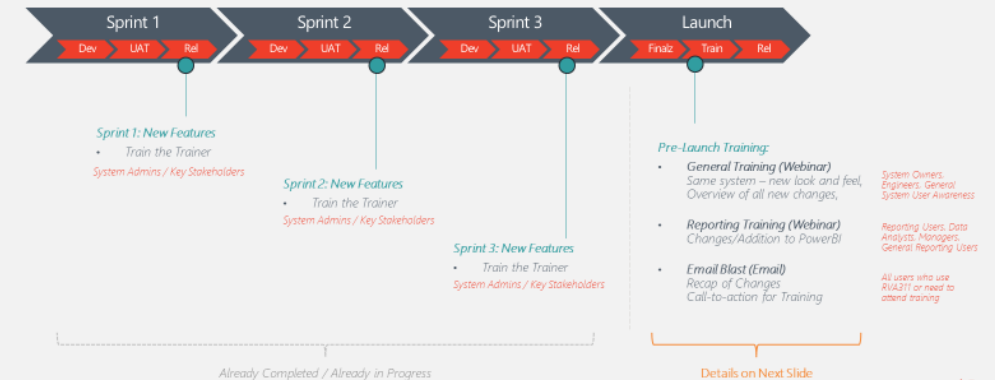 Sprint 1
Sprint 2
Sprint 3
Launch
Dev UAT Rel
Dev UAT Rel
Dev UAT Rel
Finalz Train Rel
Sprint 1: New Features
• Train the Trainer
System Admins / Key Stakeholders
Sprint 2: New Features
• Train the Trainer
System Admins / Key Stakeholders
Sprint 3: New Features
• Train the Trainer
System Admins / Key Stakeholders
Pre-Launch Training:
• General Training (Webinar)
Same system – new look and feel,
Overview of all new changes,
System Owners,
Engineers, General
System User Awareness
• Reporting Training (Webinar)
Changes/Addition to PowerBI
Reporting Users, Data
Analysts, Managers,
General Reporting Users
• Email Blast (Email)
Recap of Changes
Call-to-action for Training
All users who use
RVA311 or need to
attend training
Already Completed / Already in Progress
Details on Next Slide